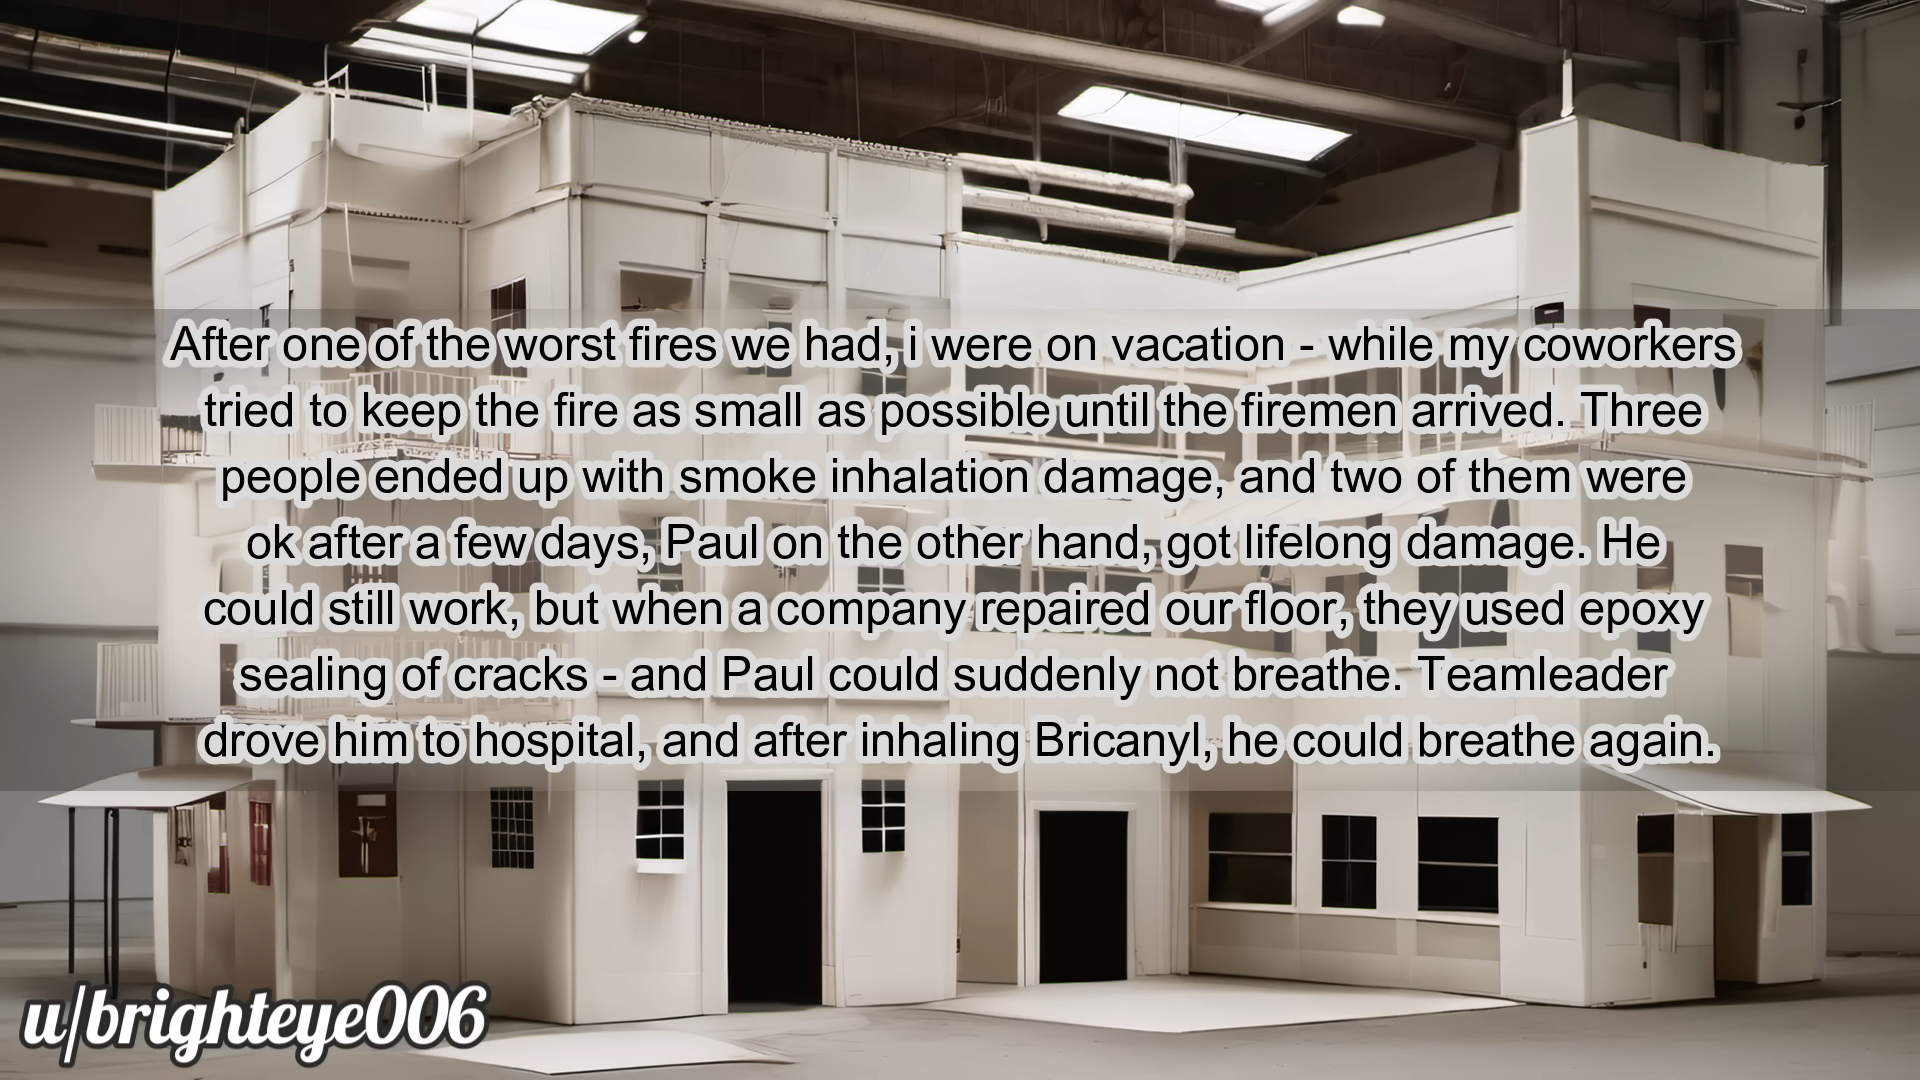 After one of the worst fires we had, i were on vacation - while my coworkers
tried to keep the fire as small as possible until the firemen arrived. Three
people ended up with smoke inhalation damage, and two of them were
ok after a few days, Paul on the other hand, got lifelong damage. He
could still work, but when a company repaired our floor, they used epoxy
sealing of cracks - and Paul could suddenly not breathe. Teamleader
drove him to hospital, and after inhaling Bricanyl, he could breathe again.
u/brighteye006